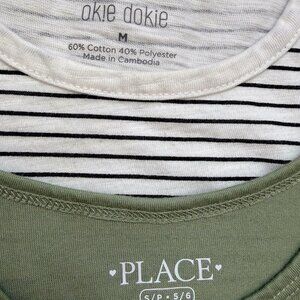 okie dokie
M
60% Cotton 40% Polyester
Made in Cambodia
♥PLACE♥
S/P • 5/6